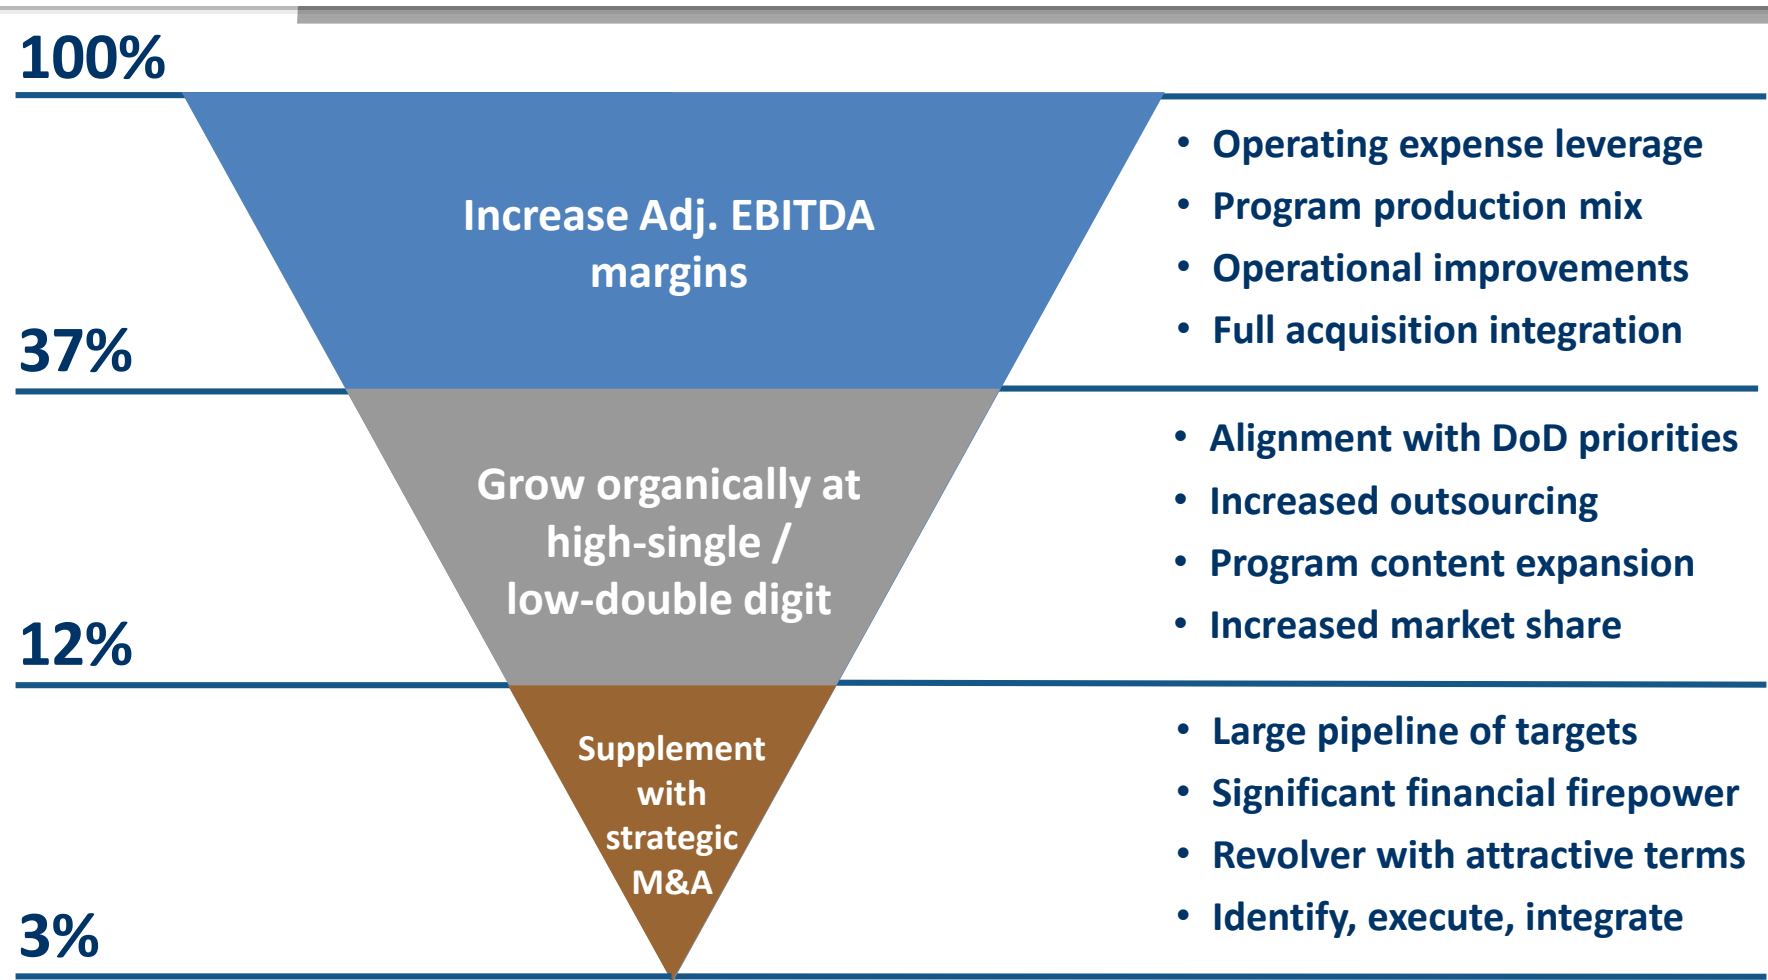 100%
Increase Adj. EBITDA
margins
• Operating expense leverage
• Program production mix
• Operational improvements
• Full acquisition integration
37%
Grow organically at
high-single /
low-double digit
• Alignment with DoD priorities
• Increased outsourcing
• Program content expansion
• Increased market share
12%
Supplement
with
strategic
M&A
• Large pipeline of targets
• Significant financial firepower
• Revolver with attractive terms
• Identify, execute, integrate
3%